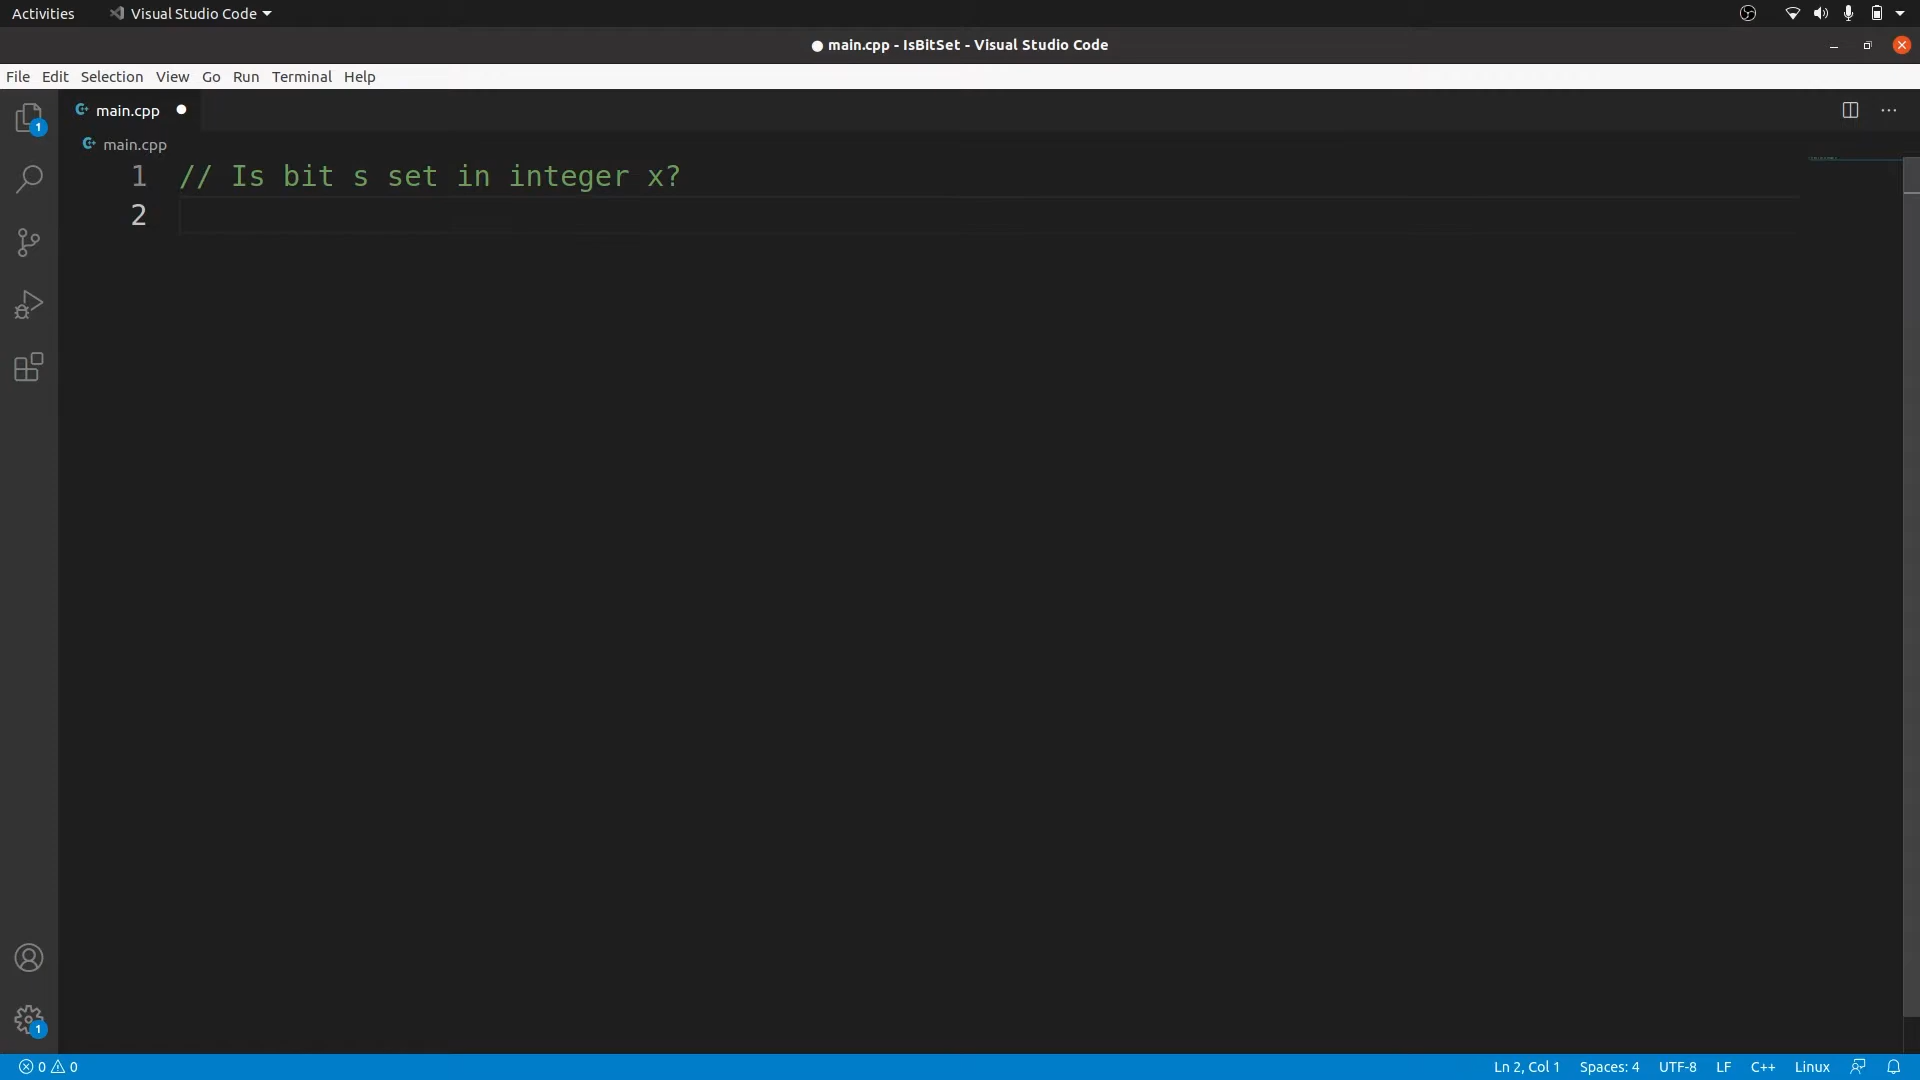 Activities Visual Studio Code
● main.cpp - IsBitSet - Visual Studio Code
File Edit Selection View Go Run Terminal Help
main.cpp ●
main.cpp
1 // Is bit s set in integer x?
2
1
1
0 0 Ln 2, Col 1 Spaces: 4 UTF-8 LF C++ Linux